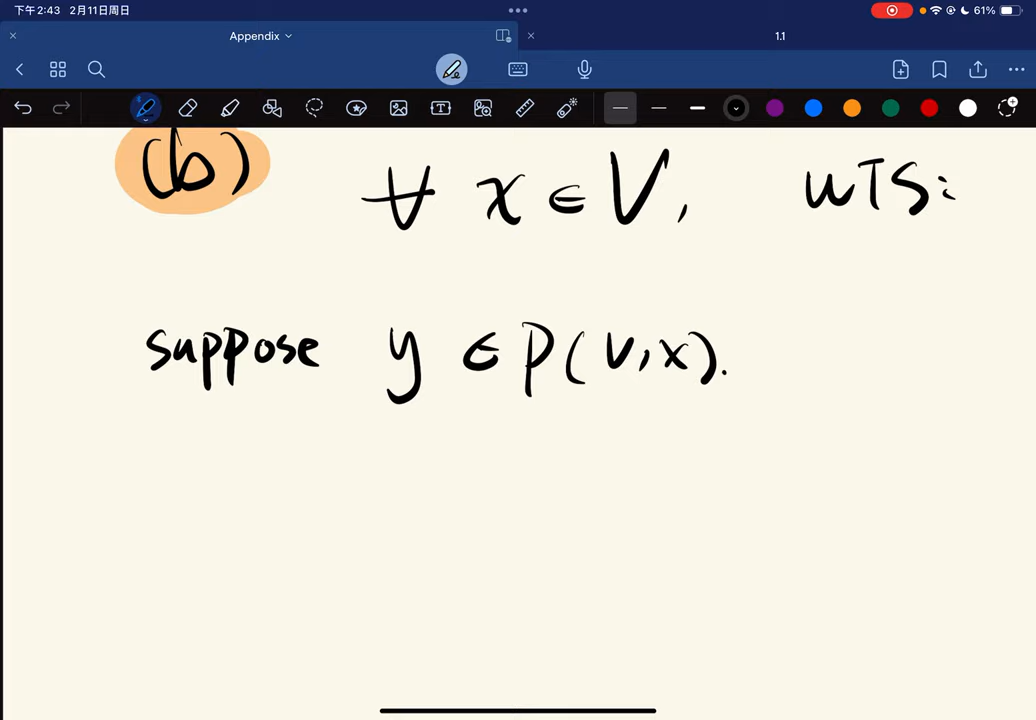 下午2:43 2月11日周日
61%
Appendix
1.1
(b) ∀ x ∈ V, WTS:
suppose y ∈ P(V,x).